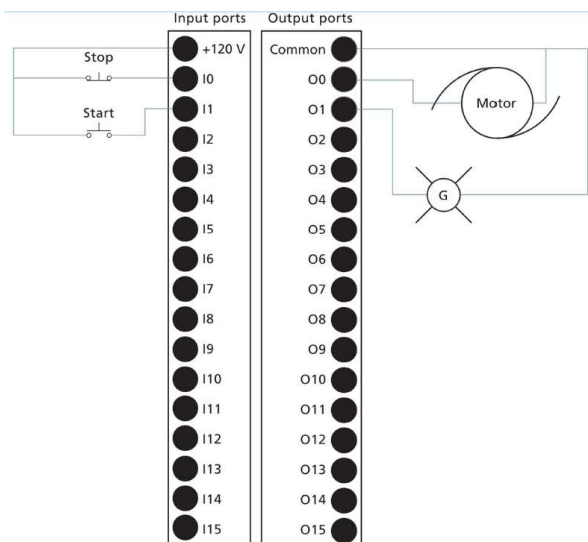 Input ports Output ports
+120 V Common
Stop I0 O0
Motor
Start I1 O1
I2 O2
I3 O3
I4 O4
G
I5 O5
I6 O6
I7 O7
I8 O8
I9 O9
I10 O10
I11 O11
I12 O12
I13 O13
I14 O14
I15 O15